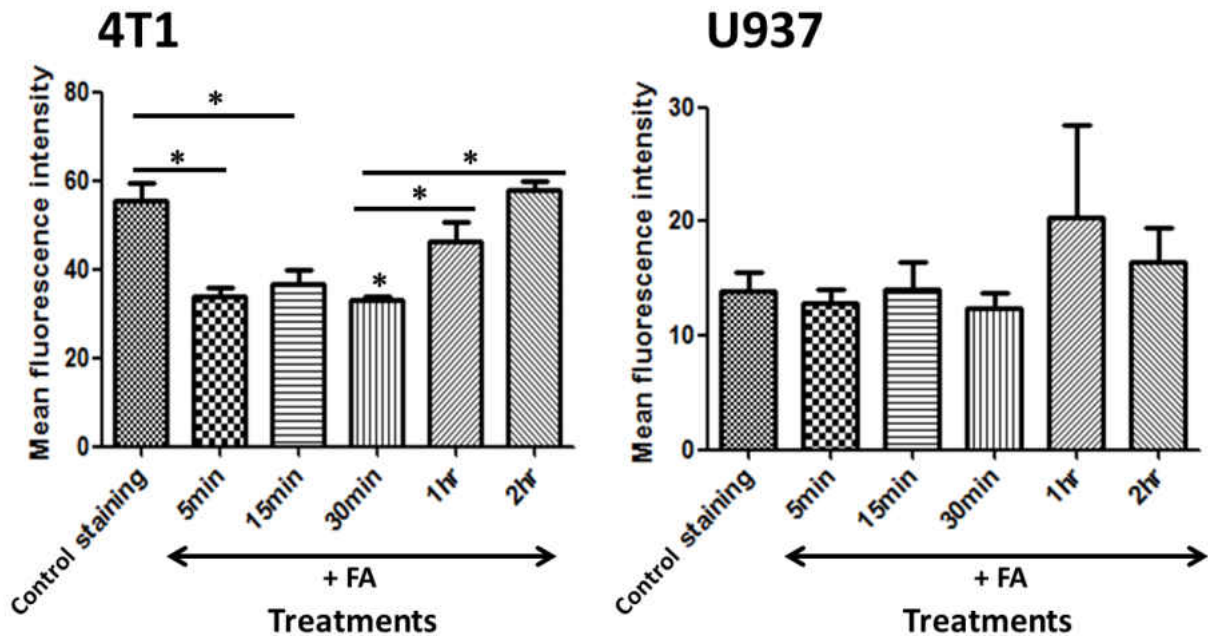 4T1
Mean fluorescence intensity
80
60
40
20
0
*
*
*
*
*
Control staining
5min
15min
30min
1hr
2hr
+ FA
Treatments
U937
Mean fluorescence intensity
30
20
10
0
Control staining
5min
15min
30min
1hr
2hr
+ FA
Treatments